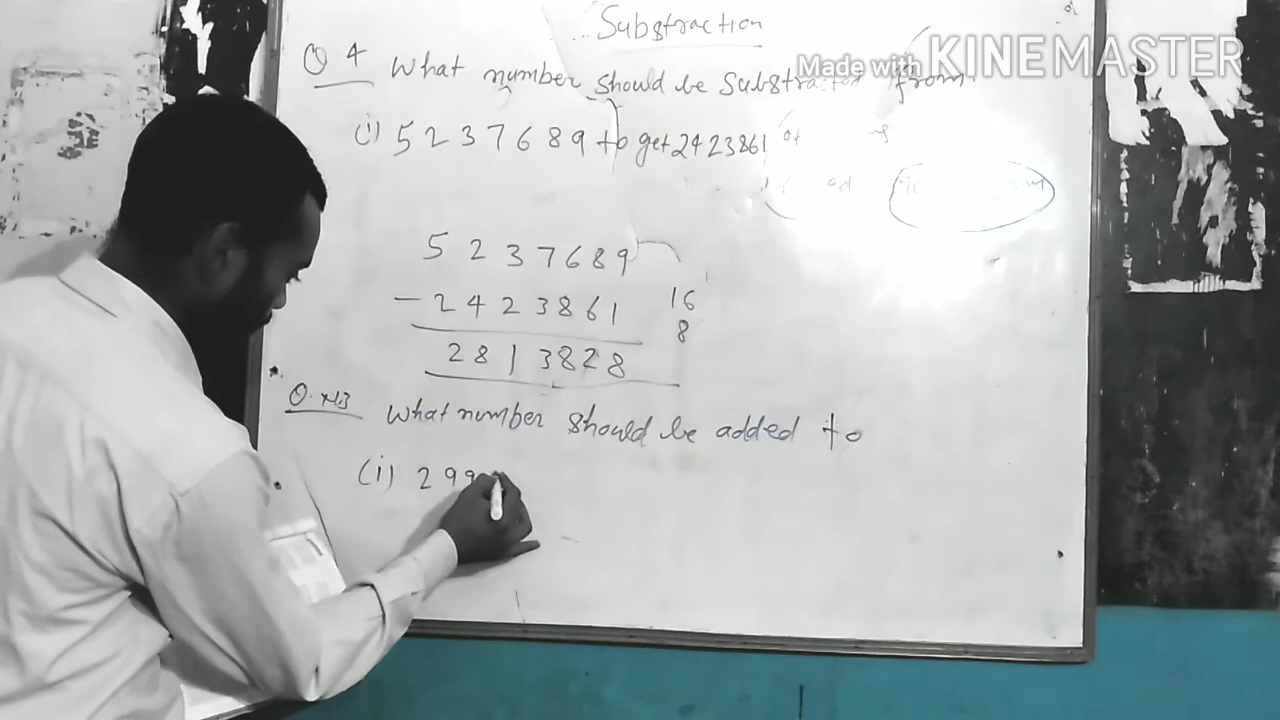 Substraction
Made with KINEMASTER
Q 4 What number should be Substracted from
(i) 5237689 to get 2423861
5237689
- 2423861
16
8
2813828
Q.N.3 What number should be added to
(i) 299